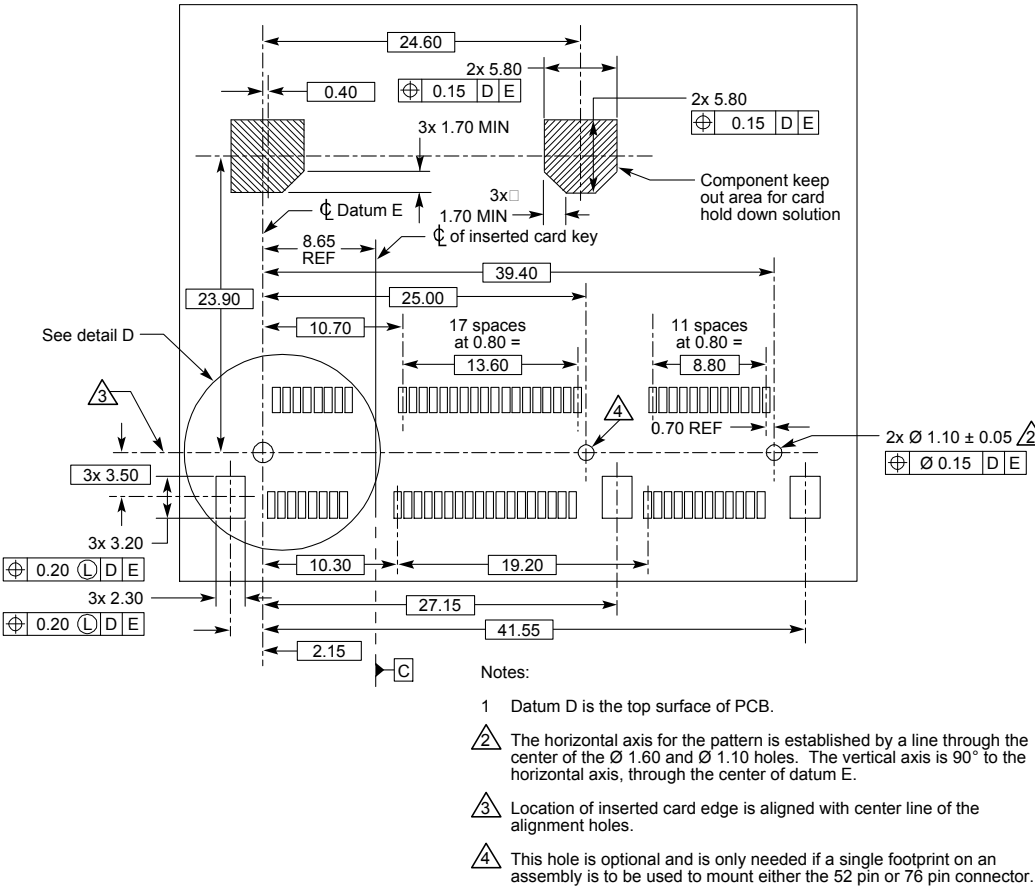 24.60
2x 5.80
⌖ 0.15 D E
0.40
2x 5.80
⌖ 0.15 D E
3x 1.70 MIN
Component keep
out area for card
hold down solution
3x□
1.70 MIN
℄ Datum E
℄ of inserted card key
8.65
REF
39.40
23.90
25.00
10.70
17 spaces
at 0.80 =
13.60
11 spaces
at 0.80 =
8.80
See detail D
3
4
0.70 REF
2x Ø 1.10 ± 0.05 2
⌖ Ø 0.15 D E
3x 3.50
3x 3.20
⌖ 0.20 Ⓛ D E
10.30
19.20
3x 2.30
⌖ 0.20 Ⓛ D E
27.15
41.55
2.15
C
Notes:
1 Datum D is the top surface of PCB.
2 The horizontal axis for the pattern is established by a line through the
center of the Ø 1.60 and Ø 1.10 holes. The vertical axis is 90° to the
horizontal axis, through the center of datum E.
3 Location of inserted card edge is aligned with center line of the
alignment holes.
4 This hole is optional and is only needed if a single footprint on an
assembly is to be used to mount either the 52 pin or 76 pin connector.